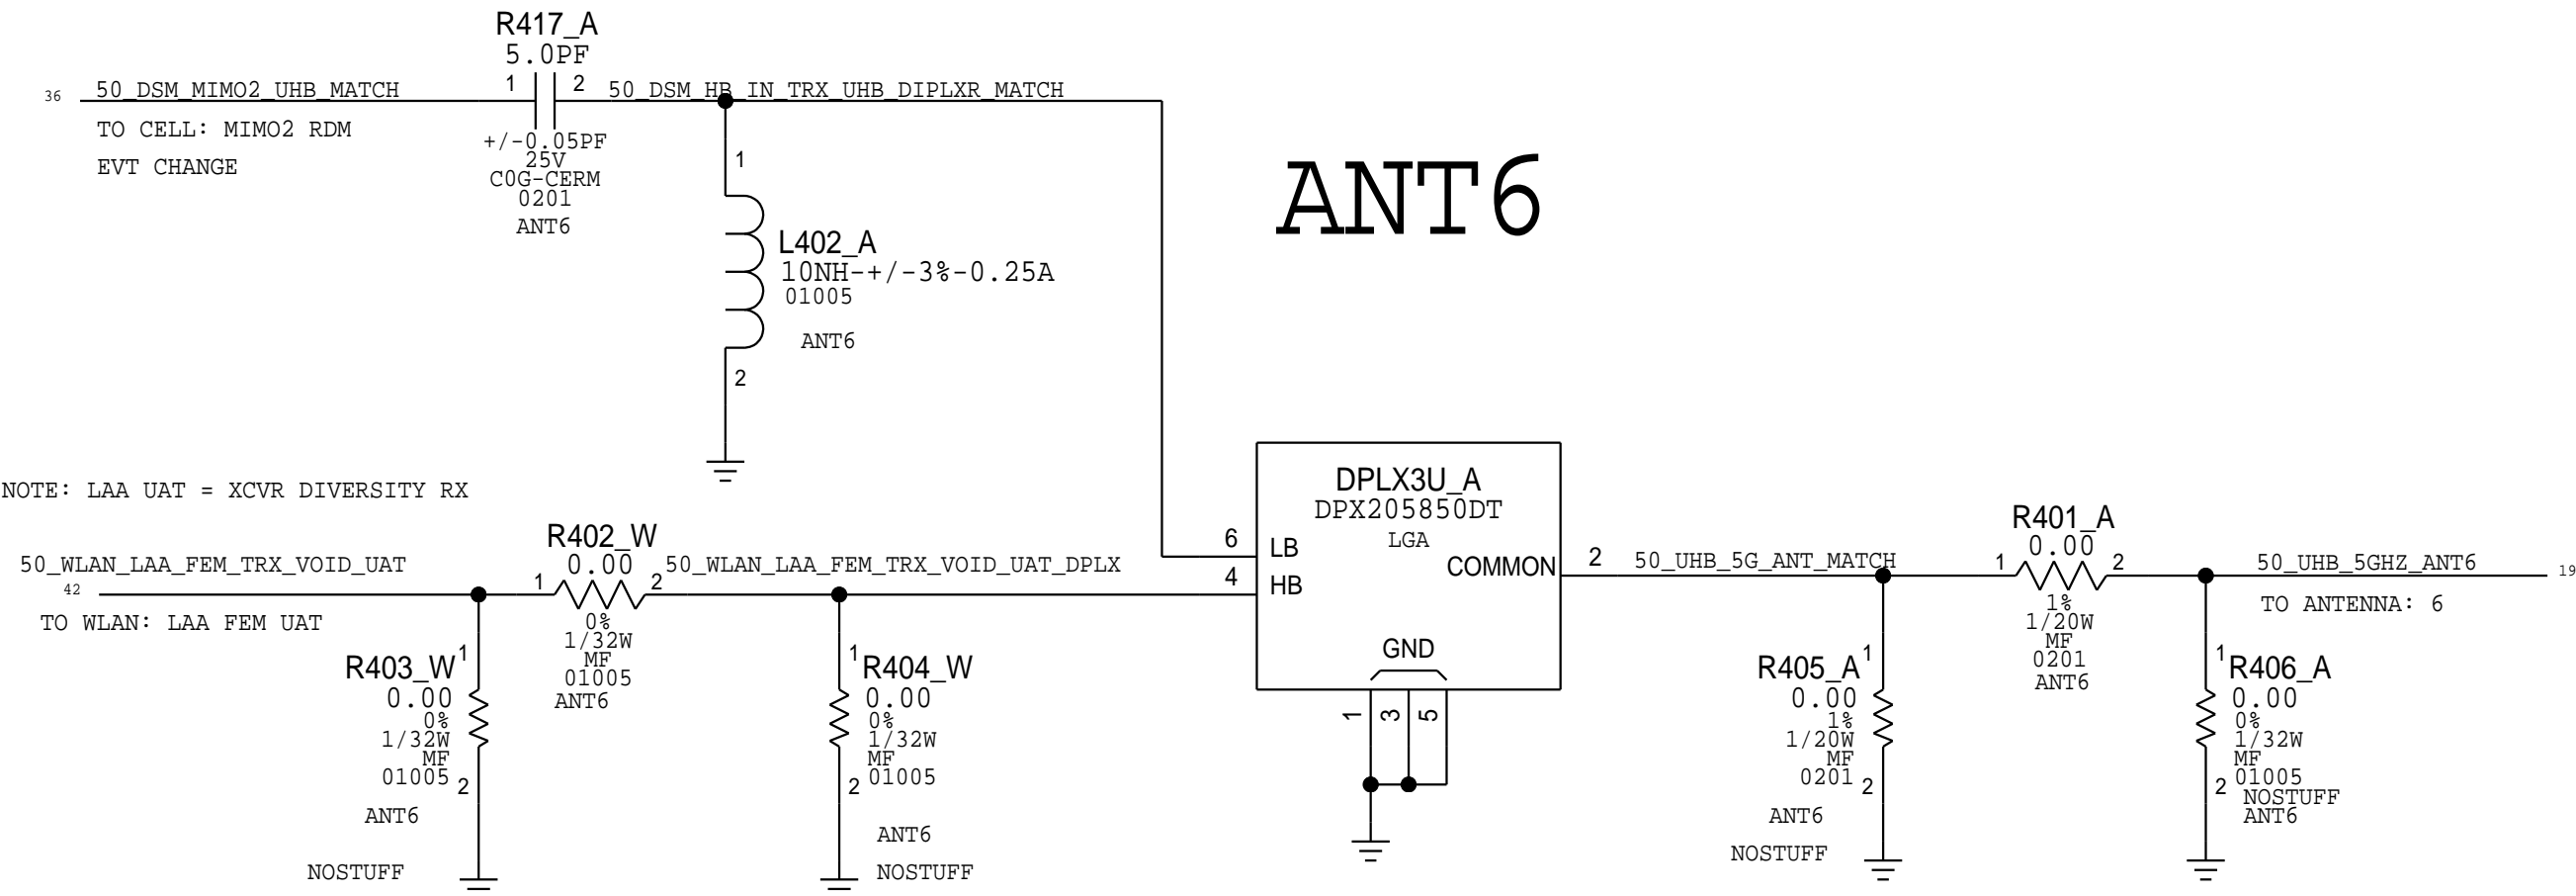 R417_A
5.0PF
1 2
36 50_DSM_MIMO2_UHB_MATCH
50_DSM_HB_IN_TRX_UHB_DIPLXR_MATCH
TO CELL: MIMO2 RDM
EVT CHANGE
+/-0.05PF
25V
C0G-CERM
0201
ANT6
1
L402_A
10NH-+/-3%-0.25A
01005
ANT6
2
ANT6
NOTE: LAA UAT = XCVR DIVERSITY RX
50_WLAN_LAA_FEM_TRX_VOID_UAT
42
TO WLAN: LAA FEM UAT
R402_W
0.00
1 2
0%
1/32W
MF
01005
ANT6
50_WLAN_LAA_FEM_TRX_VOID_UAT_DPLX
R403_W
1
0.00
0%
1/32W
MF
01005
2
ANT6
NOSTUFF
1
R404_W
0.00
0%
1/32W
MF
01005
2
ANT6
NOSTUFF
DPLX3U_A
DPX205850DT
LGA
6 LB
4 HB
COMMON 2
GND
1 3 5
50_UHB_5G_ANT_MATCH
R401_A
0.00
1 2
1%
1/20W
MF
0201
ANT6
50_UHB_5GHZ_ANT6
19
TO ANTENNA: 6
R405_A
1
0.00
1%
1/20W
MF
0201
2
ANT6
NOSTUFF
1
R406_A
0.00
0%
1/32W
MF
01005
2
NOSTUFF
ANT6